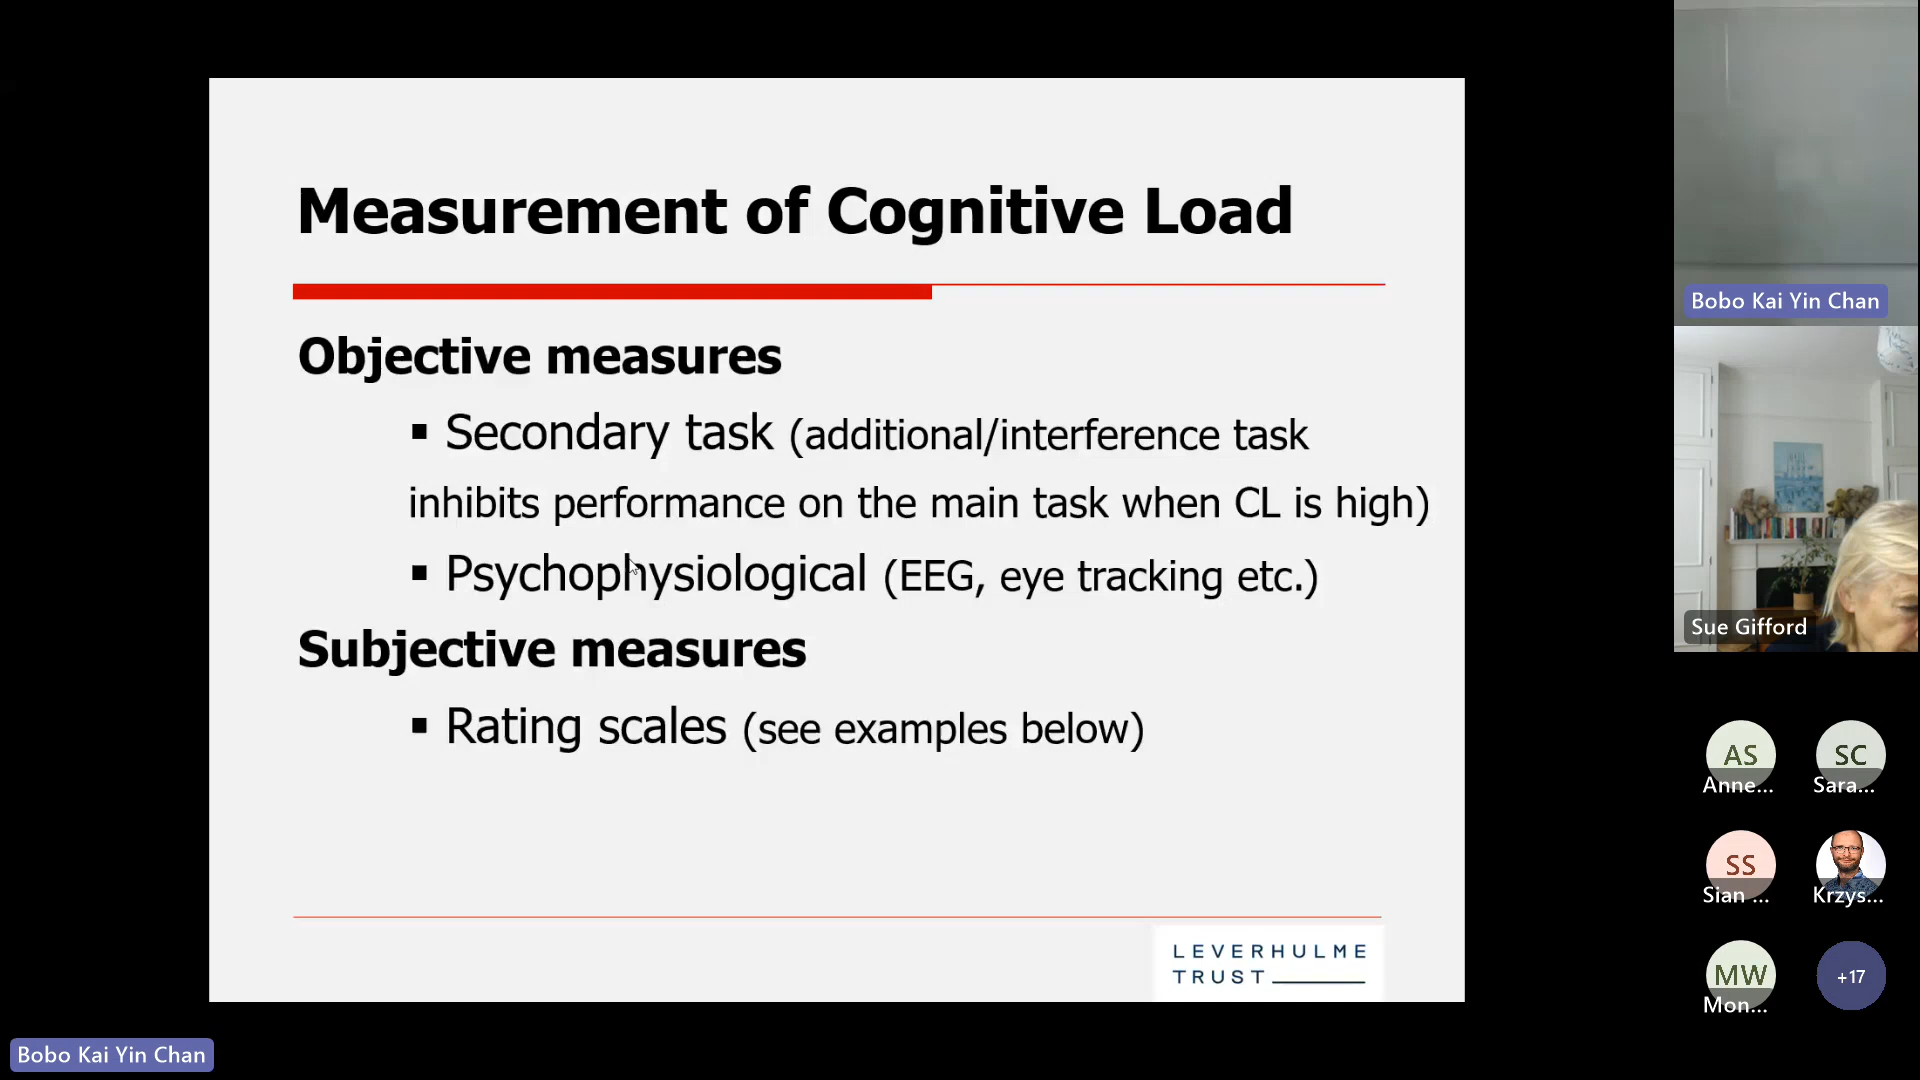 Measurement of Cognitive Load
Objective measures
▪ Secondary task (additional/interference task
inhibits performance on the main task when CL is high)
▪ Psychophysiological (EEG, eye tracking etc.)
Subjective measures
▪ Rating scales (see examples below)
LEVERHULME
TRUST
Bobo Kai Yin Chan
Sue Gifford
AS
Anne...
SC
Sara...
SS
Sian ...
Krzys...
MW
Mon...
+17
Bobo Kai Yin Chan